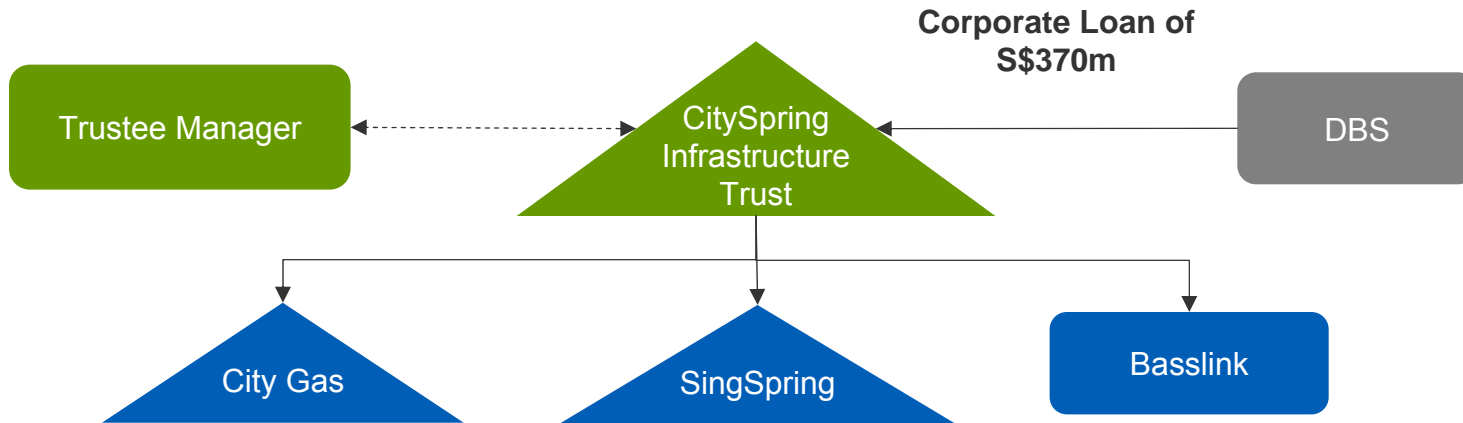 Corporate Loan of
S$370m
Trustee Manager
CitySpring
Infrastructure
Trust
DBS
City Gas
SingSpring
Basslink